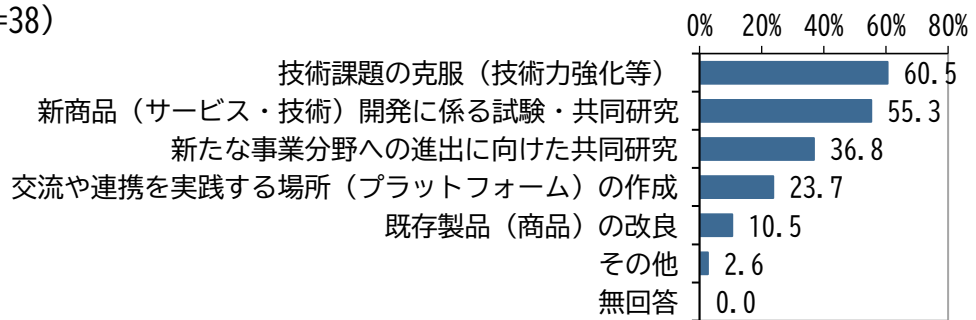 =38）
0% 20% 40% 60% 80%
技術課題の克服（技術力強化等） 60.5
新商品（サービス・技術）開発に係る試験・共同研究 55.3
新たな事業分野への進出に向けた共同研究 36.8
交流や連携を実践する場所（プラットフォーム）の作成 23.7
既存製品（商品）の改良 10.5
その他 2.6
無回答 0.0